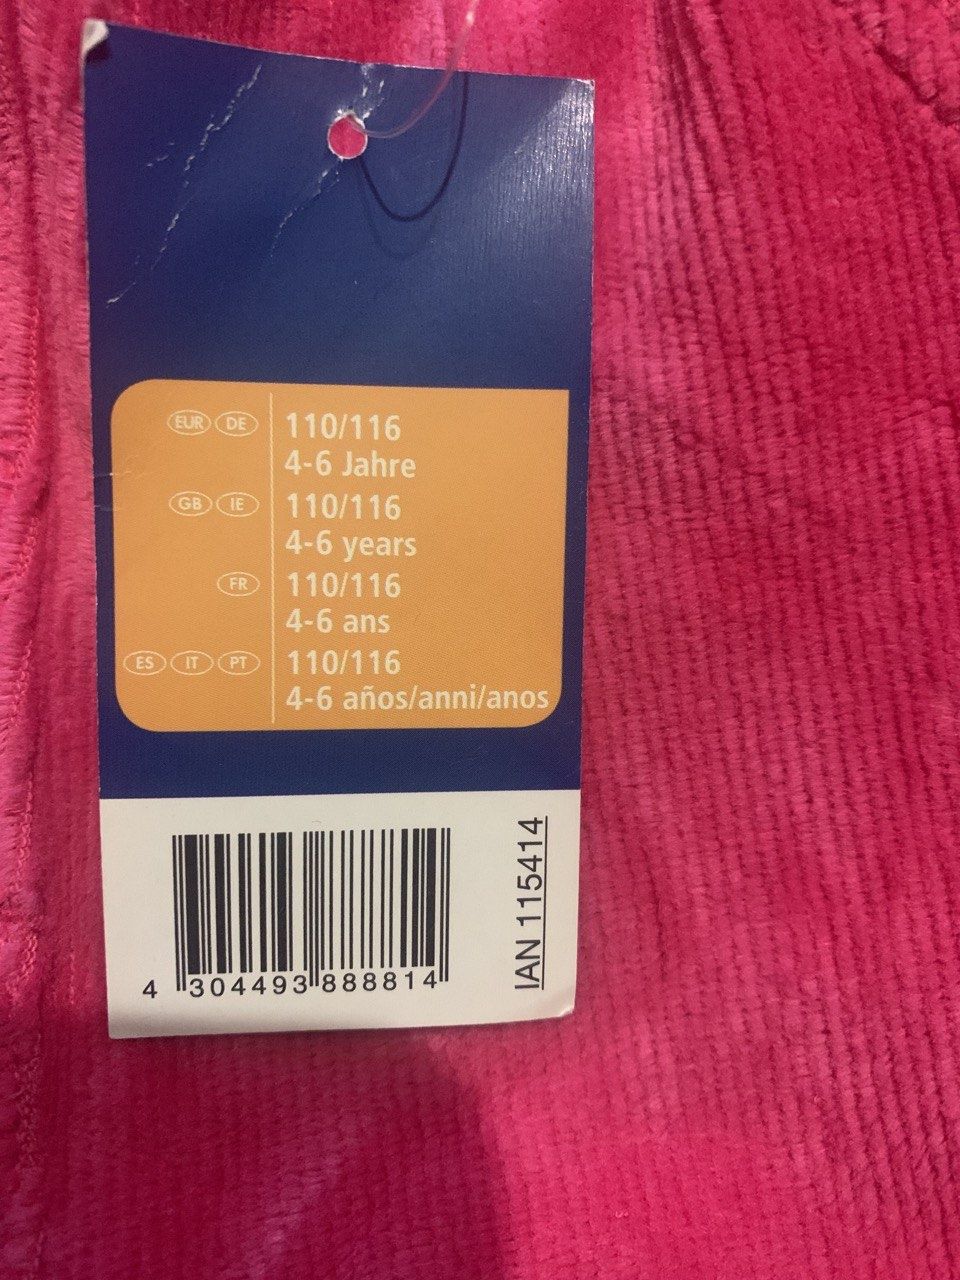 EUR DE 110/116
4-6 Jahre
GB IE 110/116
4-6 years
FR 110/116
4-6 ans
ES IT PT 110/116
4-6 años/anni/anos
4 304493 888814
IAN 115414